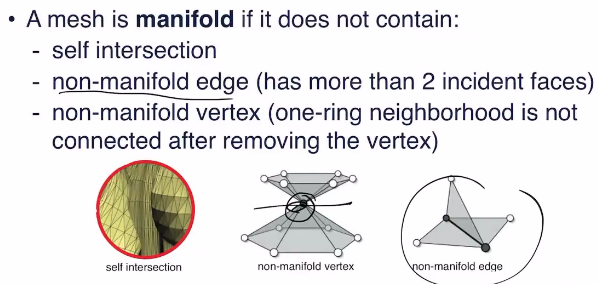 • A mesh is manifold if it does not contain:
- self intersection
- non-manifold edge (has more than 2 incident faces)
- non-manifold vertex (one-ring neighborhood is not
connected after removing the vertex)
self intersection
non-manifold vertex
non-manifold edge